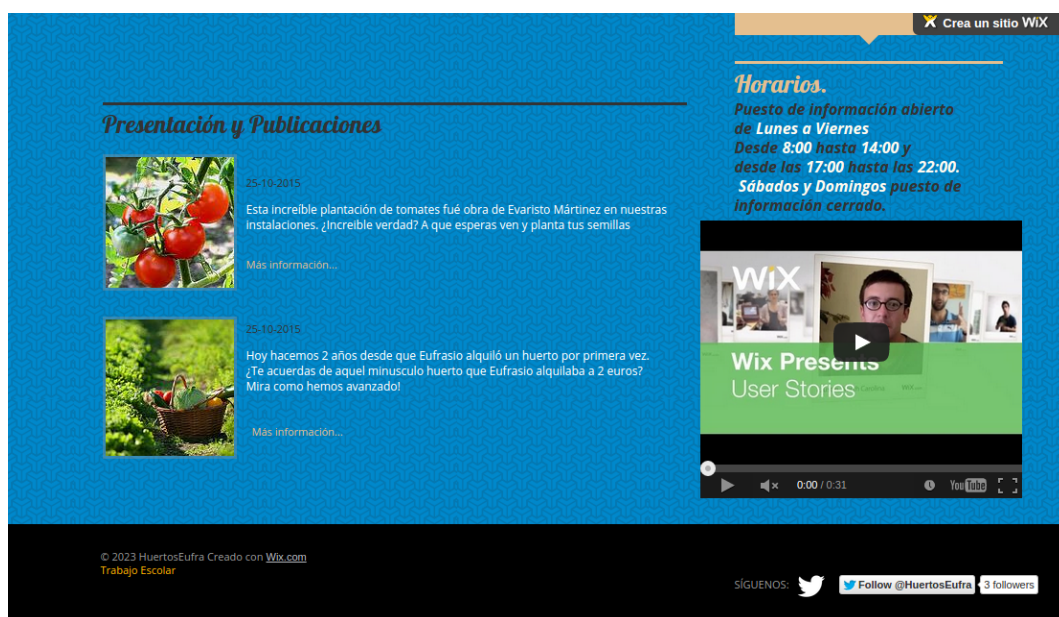 Crea un sitio WiX
Presentación y Publicaciones
25-10-2015
Esta increíble plantación de tomates fué obra de Evaristo Mártinez en nuestras
instalaciones. ¿Increible verdad? A que esperas ven y planta tus semillas
Más información...
25-10-2015
Hoy hacemos 2 años desde que Eufrasio alquiló un huerto por primera vez.
¿Te acuerdas de aquel minusculo huerto que Eufrasio alquilaba a 2 euros?
Mira como hemos avanzado!
Más información...
Horarios.
Puesto de información abierto
de Lunes a Viernes
Desde 8:00 hasta 14:00 y
desde las 17:00 hasta las 22:00.
Sábados y Domingos puesto de
información cerrado.
WiX
Wix Presents
User Stories
0:00 / 0:31
YouTube
© 2023 HuertosEufra Creado con Wix.com
Trabajo Escolar
SÍGUENOS:
Follow @HuertosEufra
3 followers